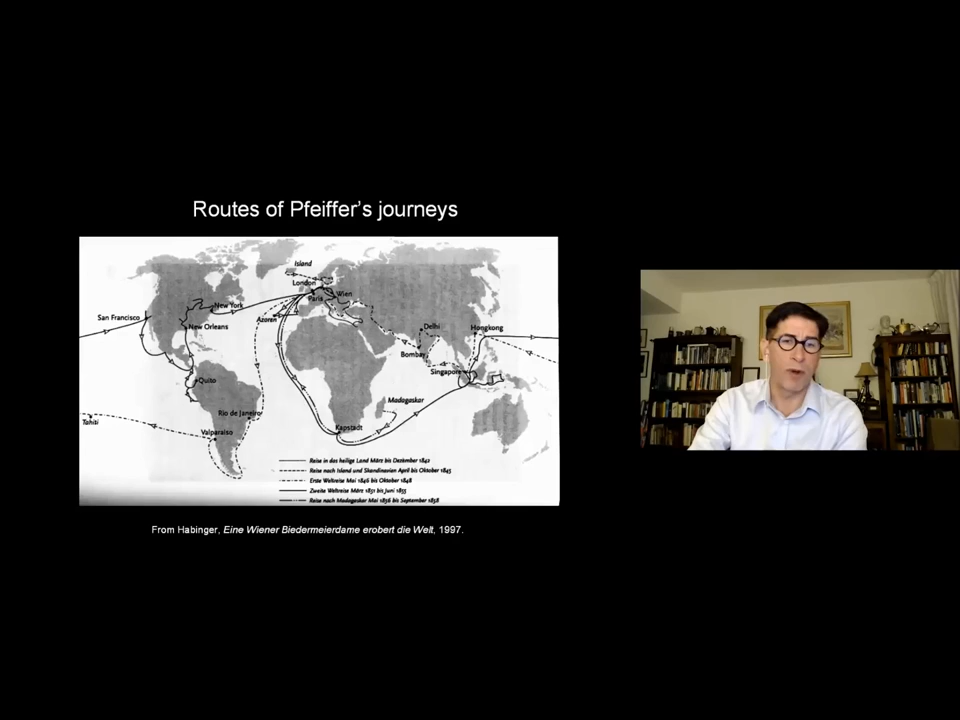 Routes of Pfeiffer's journeys
Island
London
Paris
Wien
New York
Azoren
San Francisco
New Orleans
Delhi
Hongkong
Bombay
Singapore
Quito
Madagaskar
Rio de Janeiro
Tahiti
Valparaiso
Kapstadt
Reise in das heilige Land März bis Dezember 1842
Reise nach Island und Skandinavien April bis Oktober 1845
Erste Weltreise Mai 1846 bis Oktober 1848
Zweite Weltreise März 1851 bis Juni 1855
Reise nach Madagaskar Mai 1856 bis September 1858
From Habinger, Eine Wiener Biedermeierdame erobert die Welt, 1997.